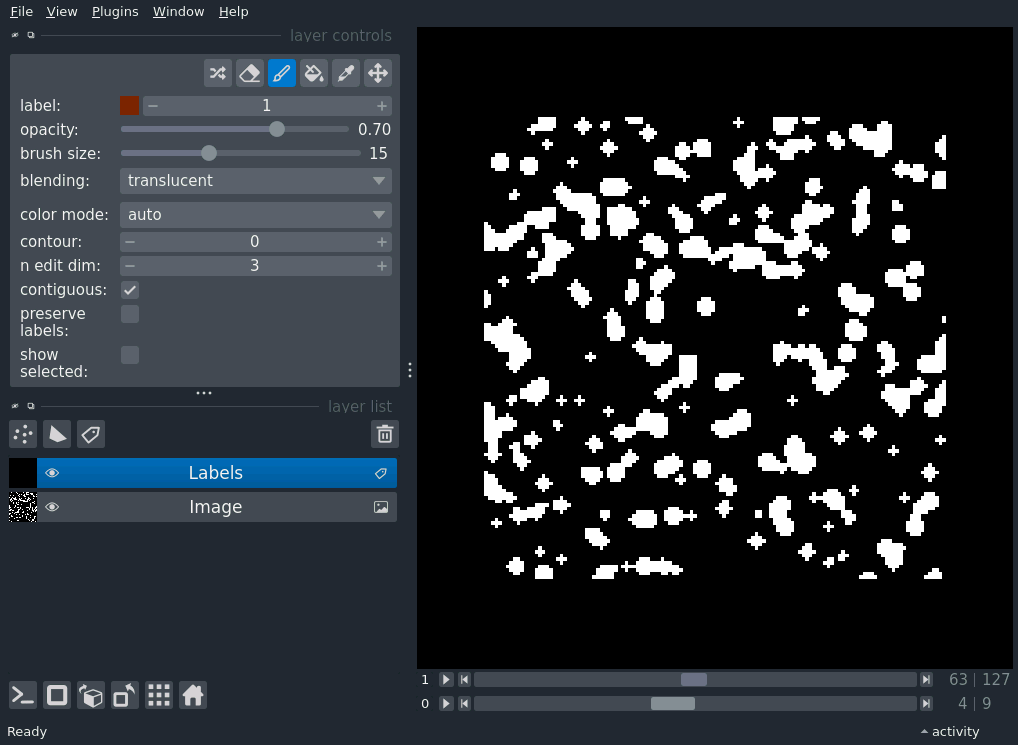 File View Plugins Window Help
layer controls
label: 1
opacity: 0.70
brush size: 15
blending: translucent
color mode: auto
contour: 0
n edit dim: 3
contiguous:
preserve
labels:
show
selected:
layer list
Labels
Image
1 63 | 127
0 4 | 9
Ready activity